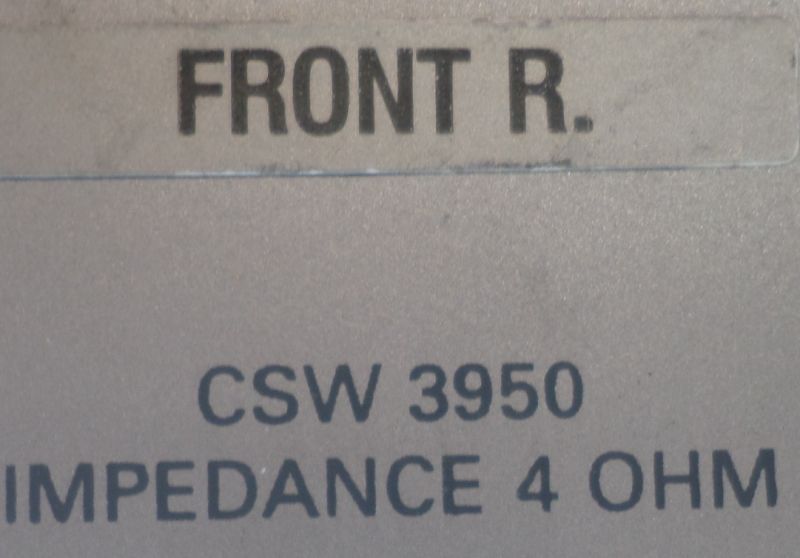 FRONT R.
CSW 3950
IMPEDANCE 4 OHM